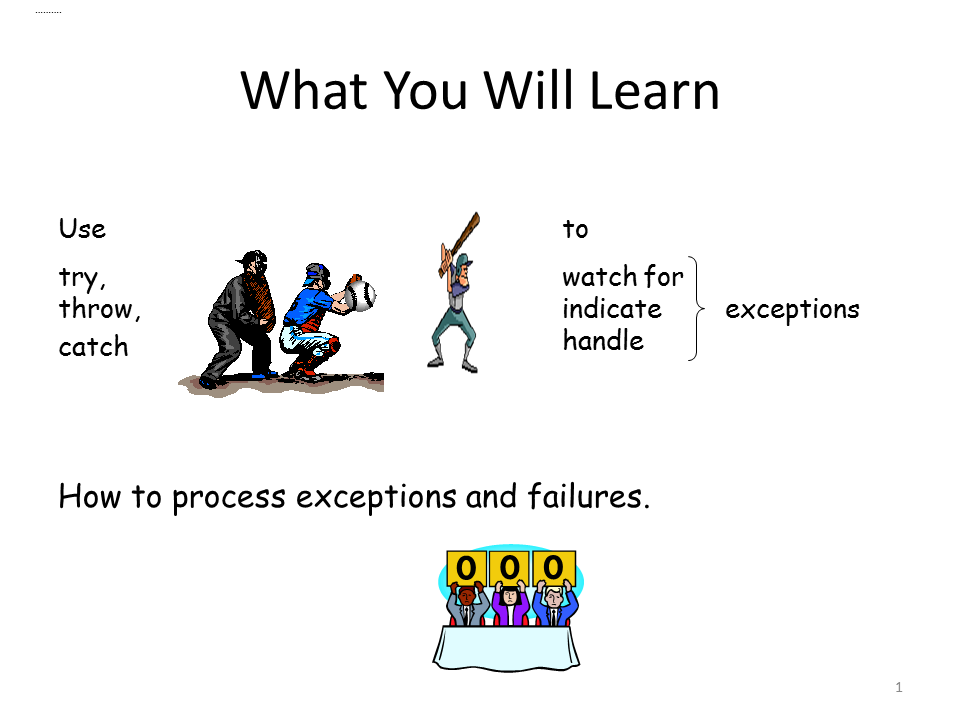 ..........
What You Will Learn
Use
try,
throw,
catch
to
watch for
indicate
handle
exceptions
How to process exceptions and failures.
0 0 0
1